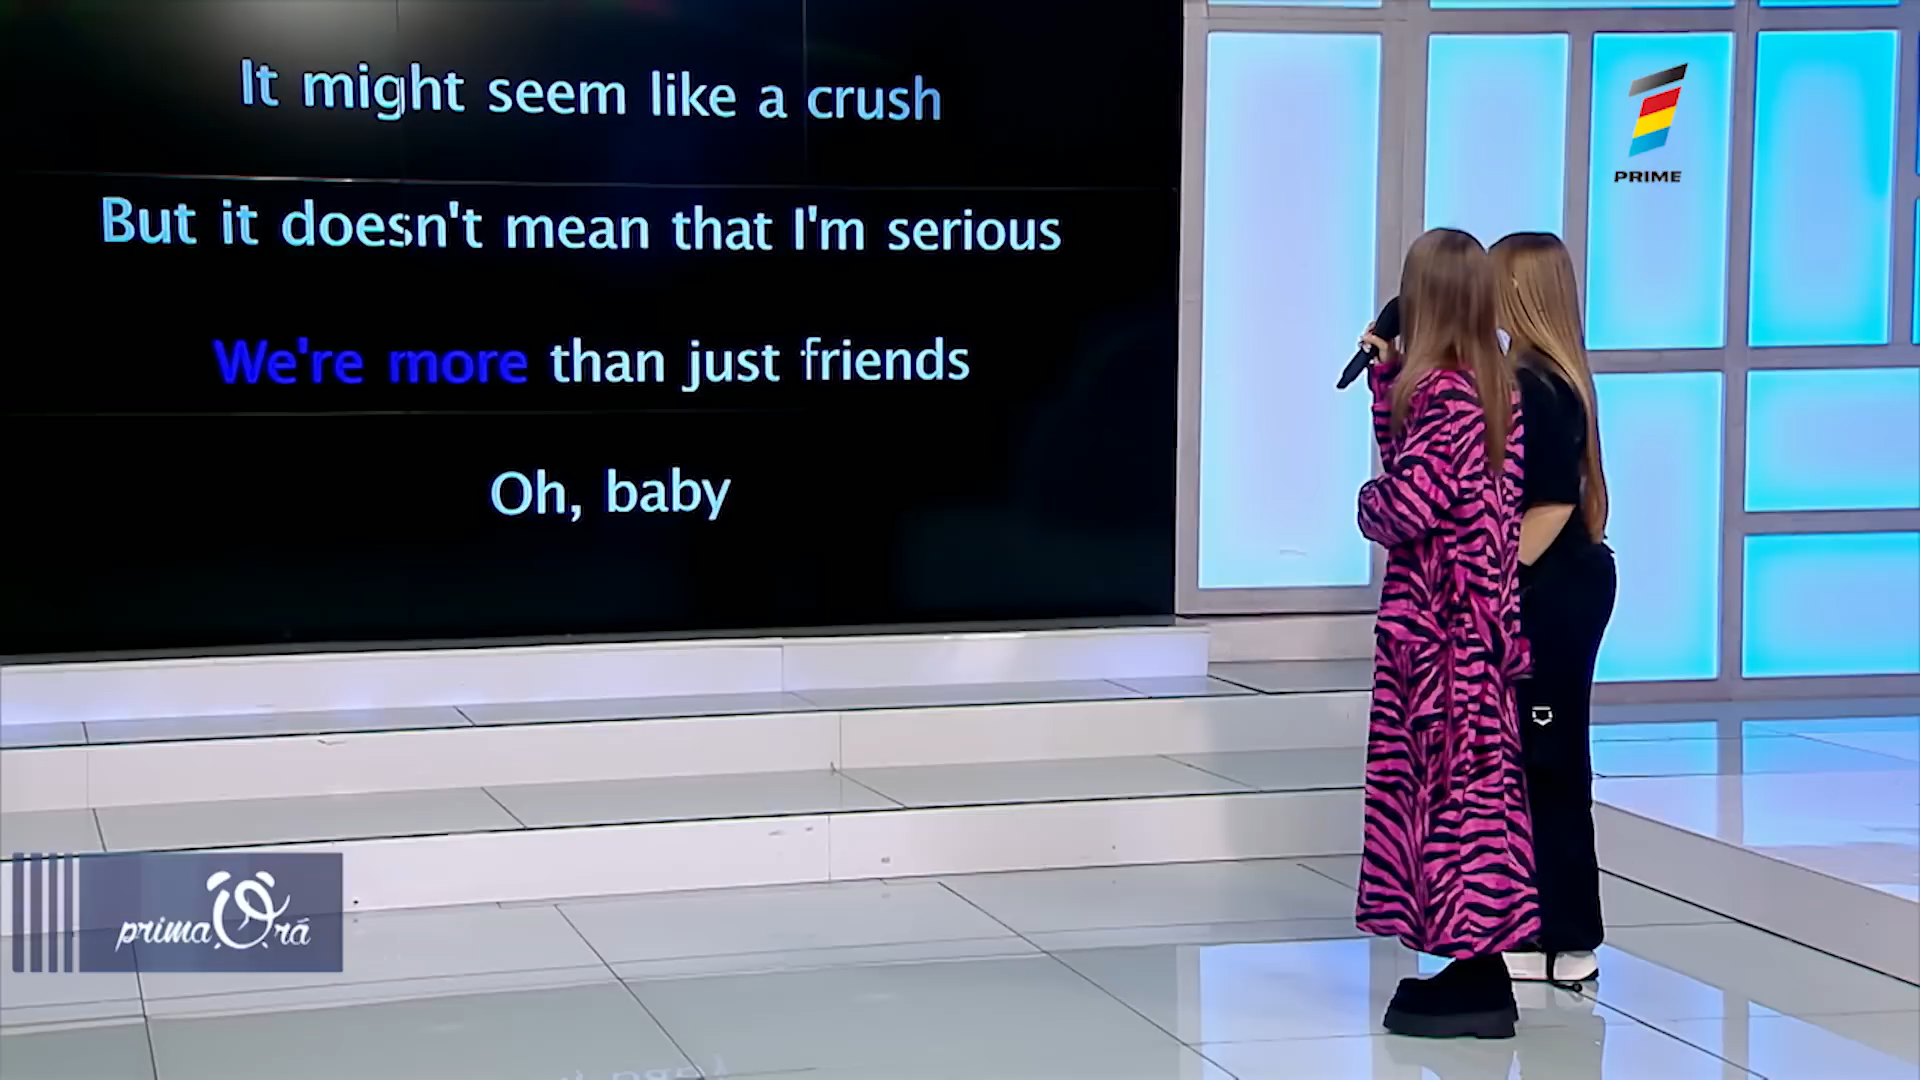 It might seem like a crush
But it doesn't mean that I'm serious
We're more than just friends
Oh, baby
PRIME
prima Oră
baby